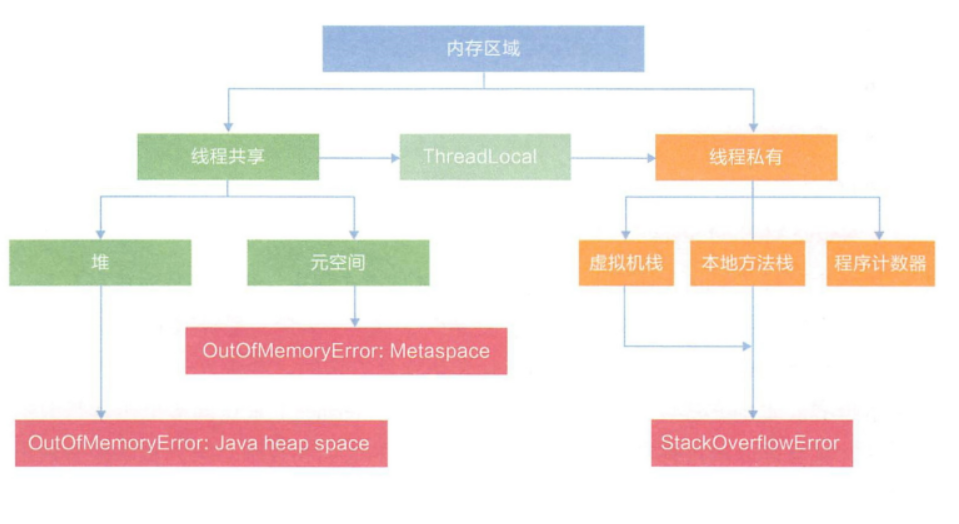 内存区域
线程共享
ThreadLocal
线程私有
堆
元空间
虚拟机栈
本地方法栈
程序计数器
OutOfMemoryError: Metaspace
OutOfMemoryError: Java heap space
StackOverflowError